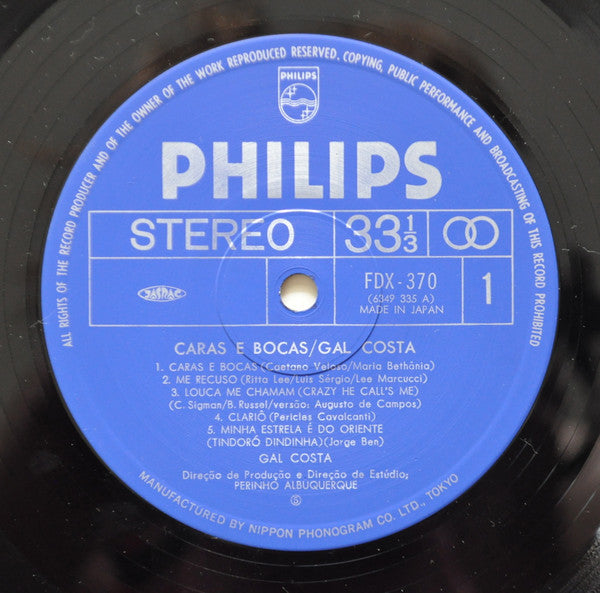 ALL RIGHTS OF THE RECORD PRODUCER AND OF THE OWNER OF THE WORK REPRODUCED RESERVED. COPYING, PUBLIC PERFORMANCE AND BROADCASTING OF THIS RECORD PROHIBITED
PHILIPS
PHILIPS
STEREO 33 1/3
JASRAC
FDX-370
(6349 335 A)
MADE IN JAPAN
1
CARAS E BOCAS/GAL COSTA
1. CARAS E BOCAS (Caetano Veloso/Maria Bethânia)
2. ME RECUSO (Ritta Lee/Luis Sérgio/Lee Marcucci)
3. LOUCA ME CHAMAM (CRAZY HE CALL'S ME)
(C. Sigman/B. Russel/versão: Augusto de Campos)
4. CLARIÔ (Pericles Cavalcanti)
5. MINHA ESTRELA É DO ORIENTE
(TINDORÓ DINDINHA) (Jorge Ben)
GAL COSTA
Direção de Produção e Direção de Estúdio:
PERINHO ALBUQUERQUE
Ⓢ
MANUFACTURED BY NIPPON PHONOGRAM CO. LTD., TOKYO